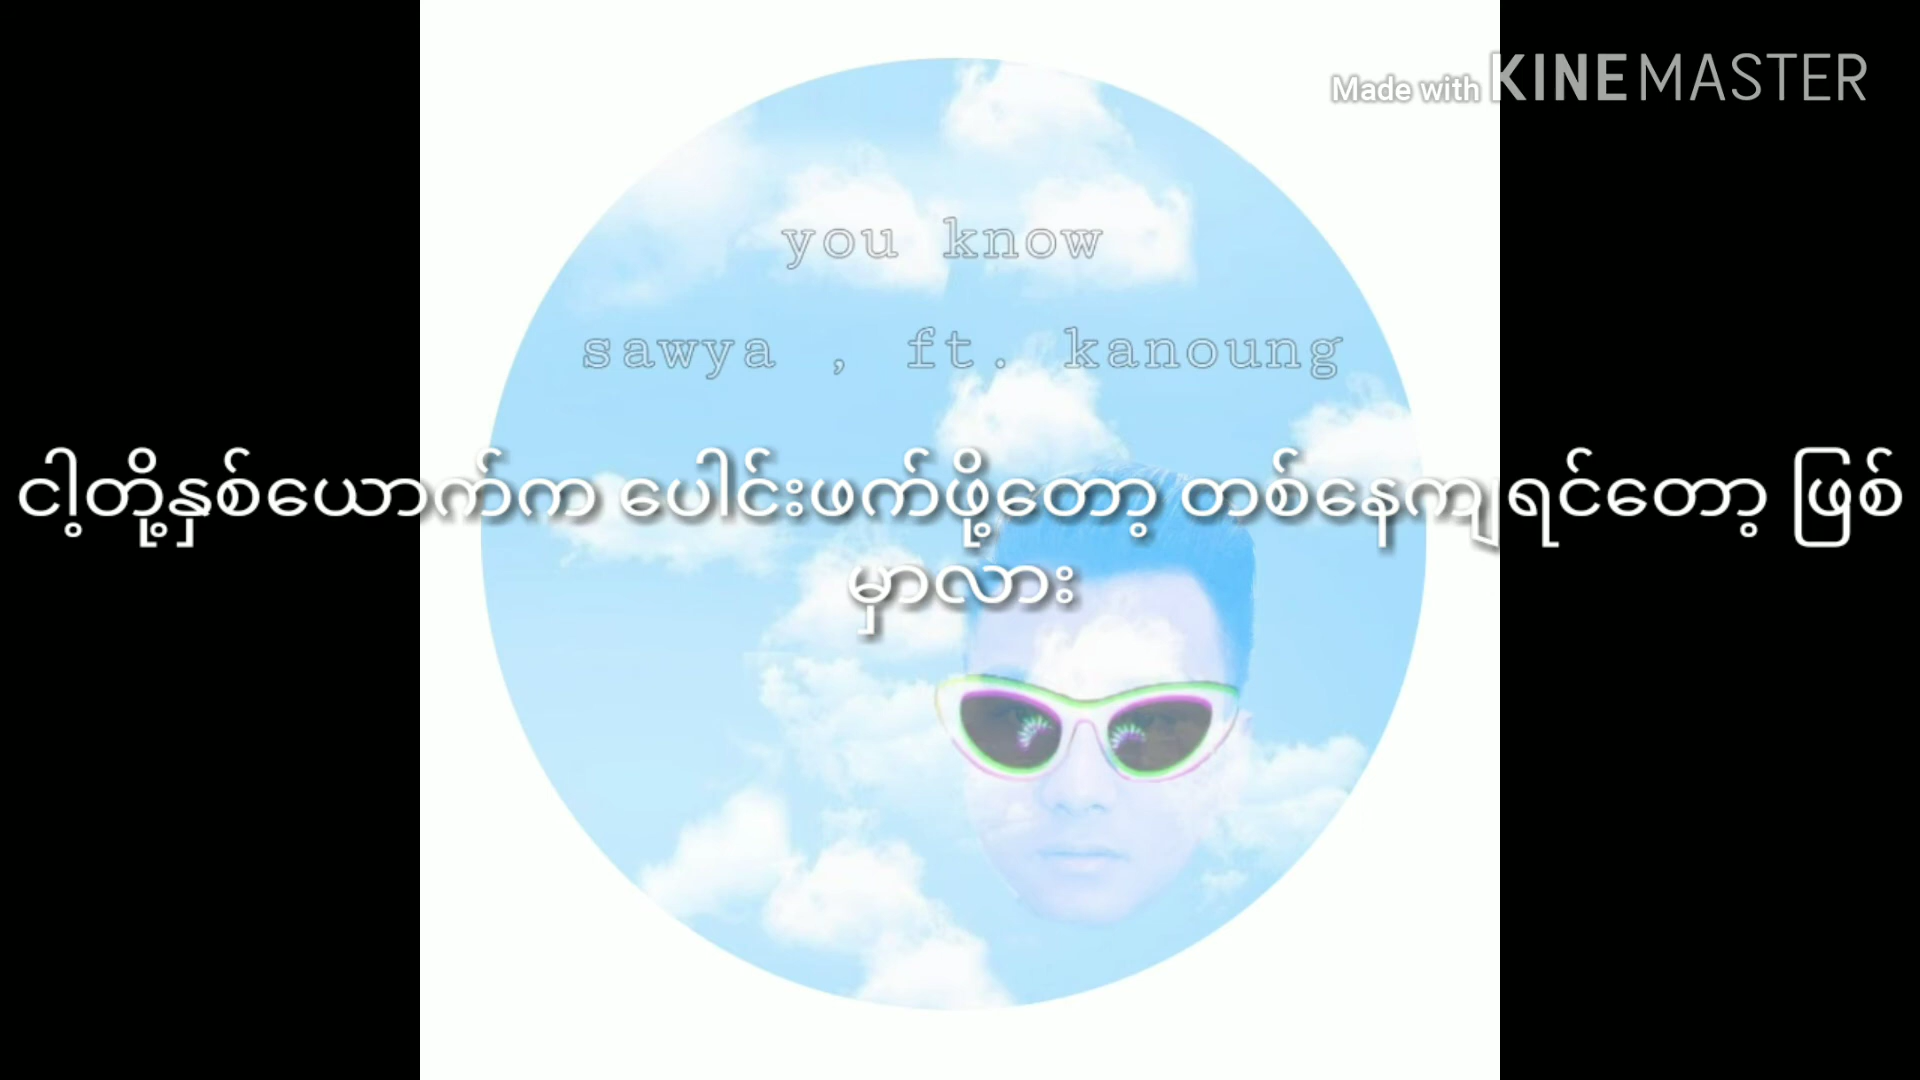 Made with KINEMASTER
you know
sawya , ft. kanoung
ငါ့တို့နှစ်ယောက်က ပေါင်းဖက်ဖို့တော့ တစ်နေကျရင်တော့ ဖြစ်
မှာလား